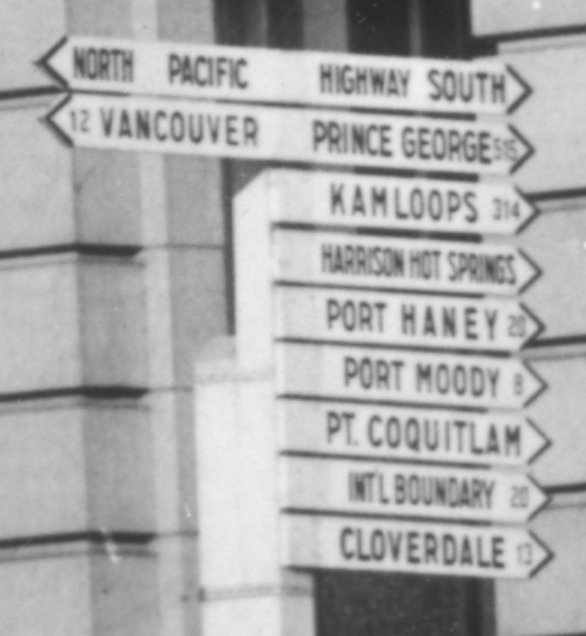 NORTH PACIFIC HIGHWAY SOUTH
12 VANCOUVER PRINCE GEORGE 515
KAMLOOPS 314
HARRISON HOT SPRINGS
PORT HANEY 20
PORT MOODY 8
PT. COQUITLAM
INT'L BOUNDARY 20
CLOVERDALE 13